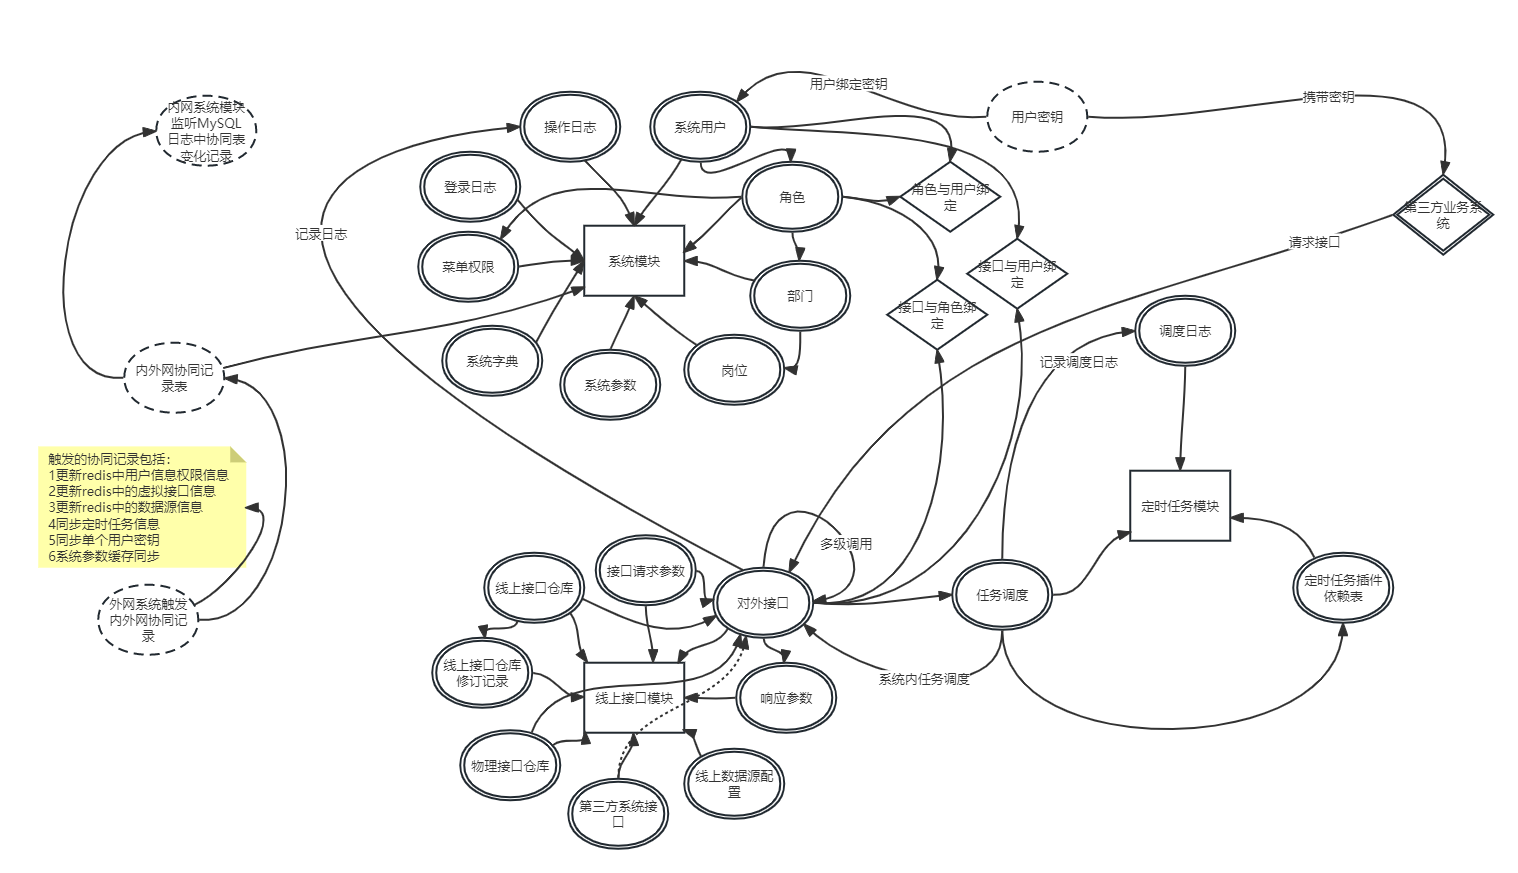 用户绑定密钥
携带密钥
内网系统模块
监听MySQL
日志中协同表
变化记录
操作日志
系统用户
用户密钥
登录日志
角色
角色与用户绑
定
第三方业务系
统
记录日志
请求接口
菜单权限
系统模块
接口与用户绑
定
部门
接口与角色绑
定
调度日志
内外网协同记
录表
系统字典
系统参数
岗位
记录调度日志
触发的协同记录包括：
1更新redis中用户信息权限信息
2更新redis中的虚拟接口信息
3更新redis中的数据源信息
4同步定时任务信息
5同步单个用户密钥
6系统参数缓存同步
定时任务模块
多级调用
外网系统触发
内外网协同记
录
线上接口仓库
接口请求参数
对外接口
任务调度
定时任务插件
依赖表
线上接口仓库
修订记录
线上接口模块
响应参数
系统内任务调度
物理接口仓库
第三方系统接
口
线上数据源配
置